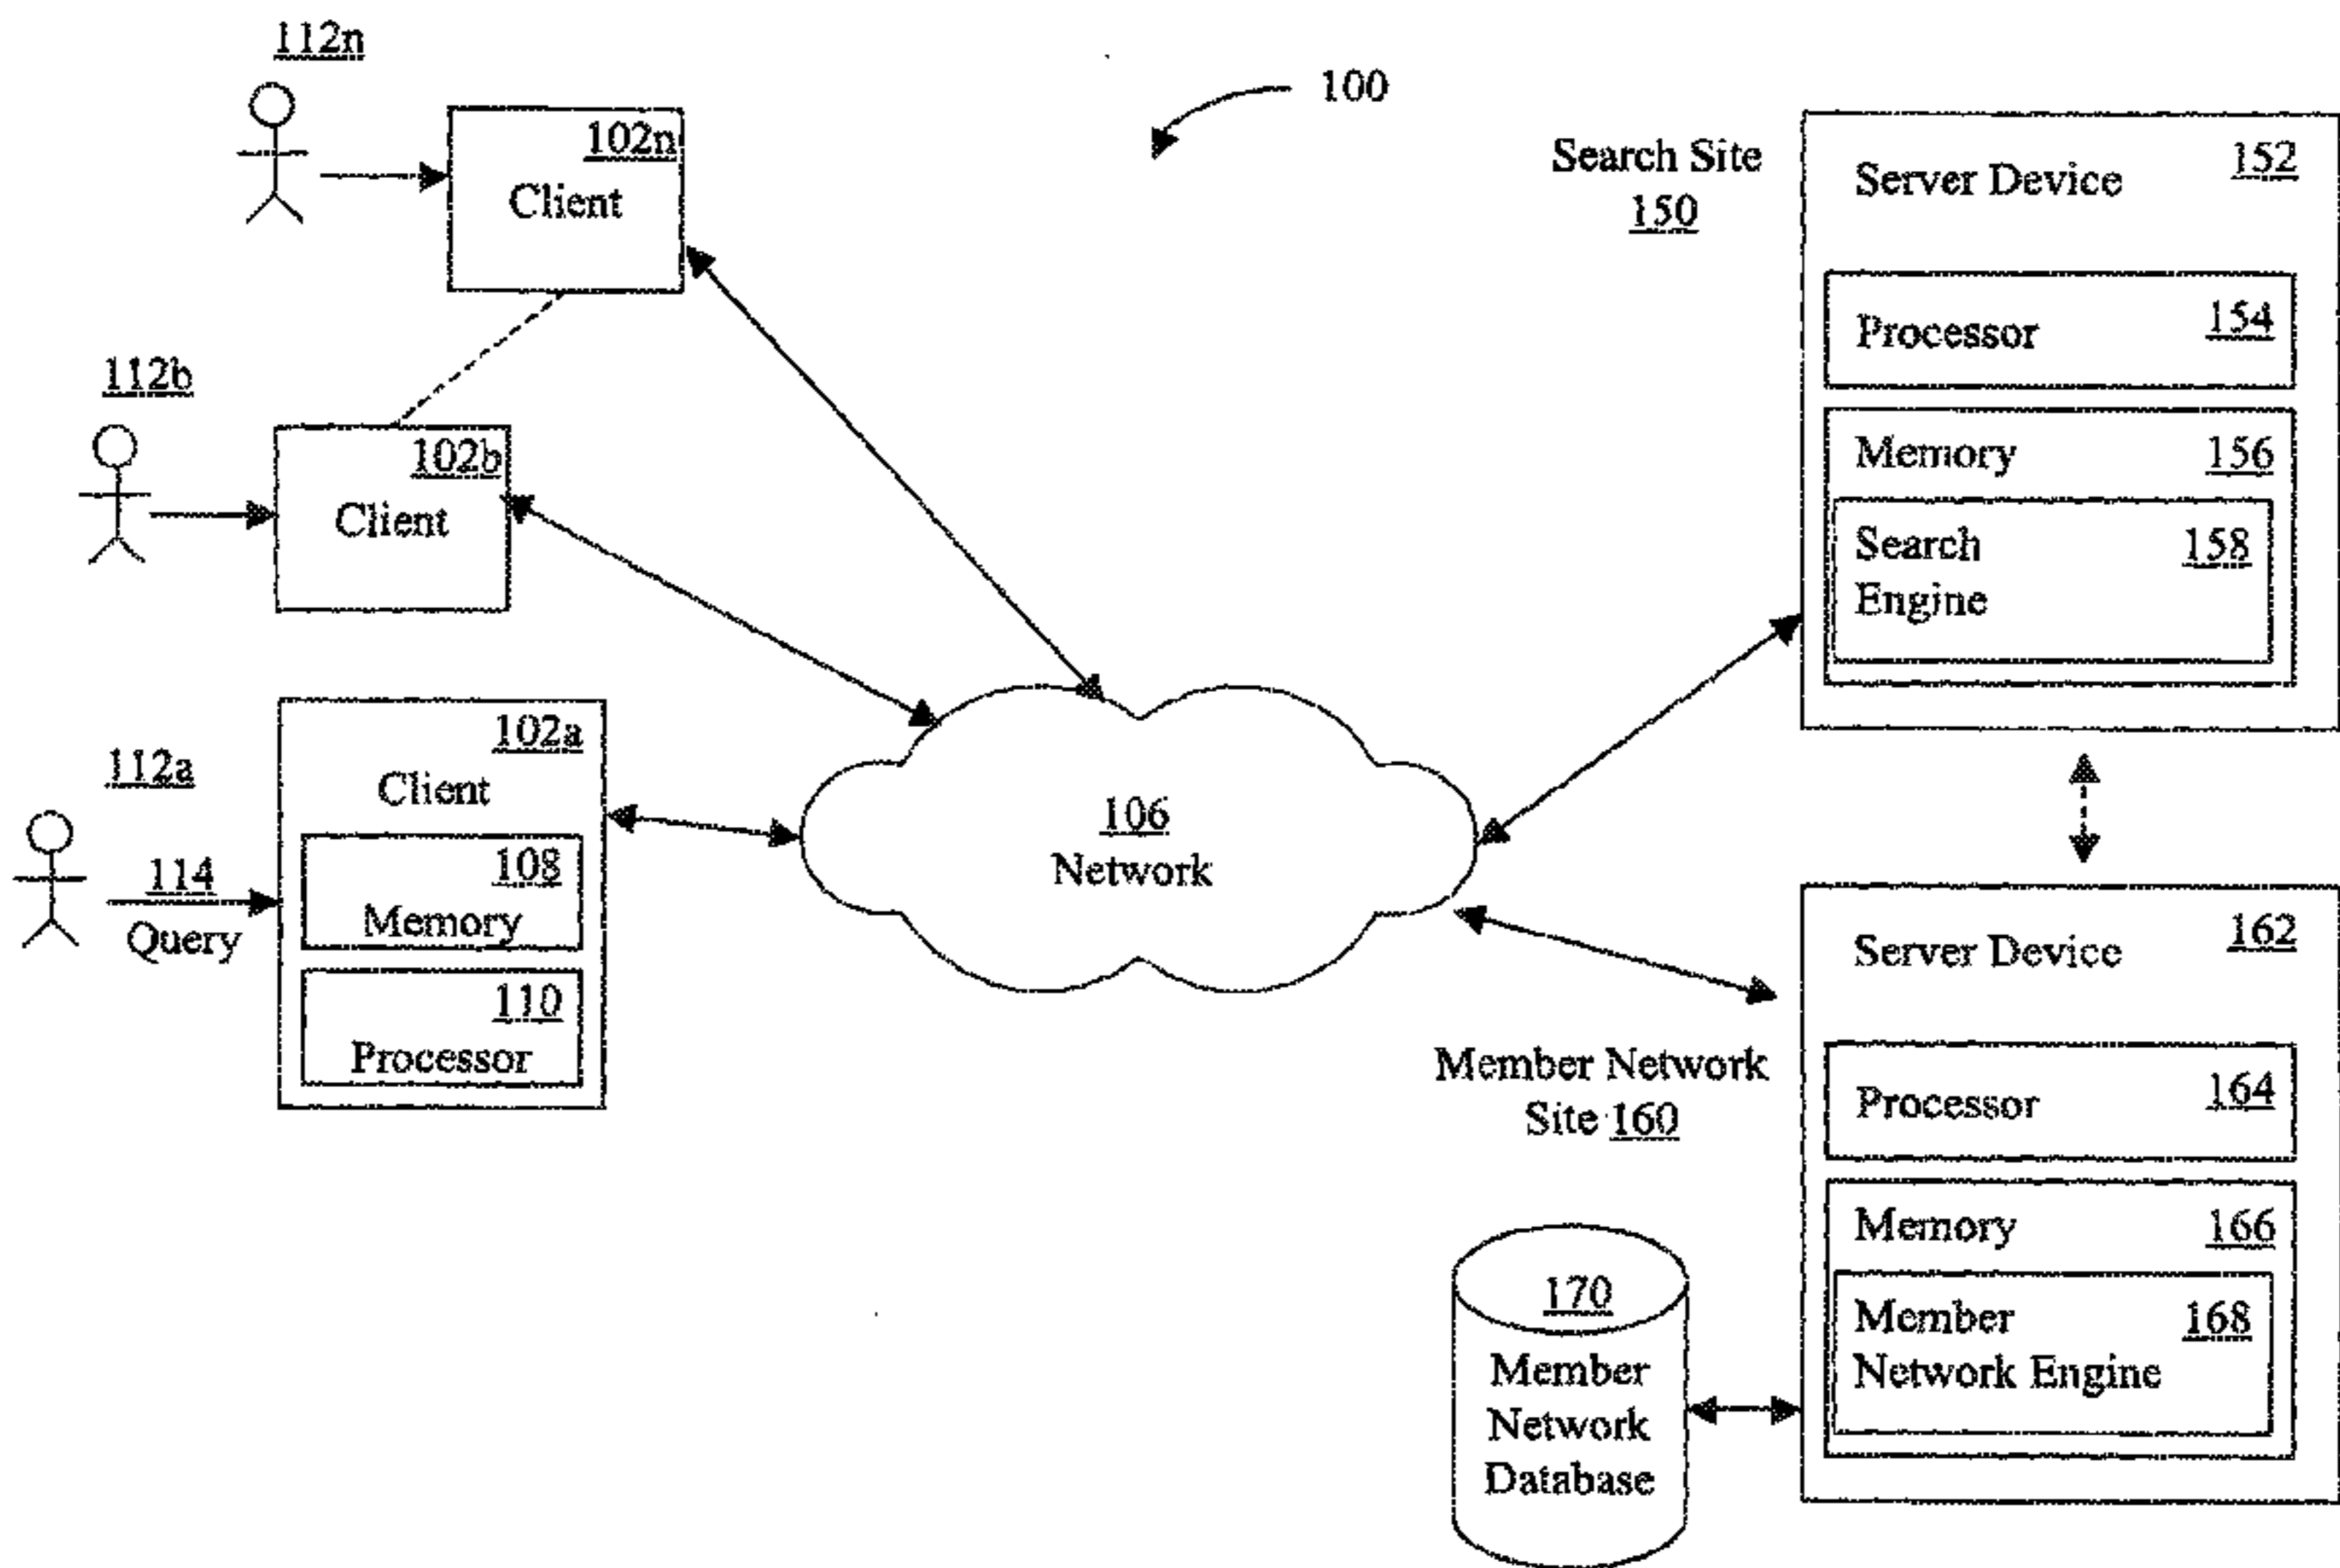 112n
102n
Client
100
Search Site
150
Server Device 152
Processor 154
Memory 156
Search 158
Engine
112b
102b
Client
112a
102a
Client
108
Memory
110
Processor
114
Query
106
Network
Member Network
Site 160
Server Device 162
Processor 164
Memory 166
Member 168
Network Engine
170
Member
Network
Database